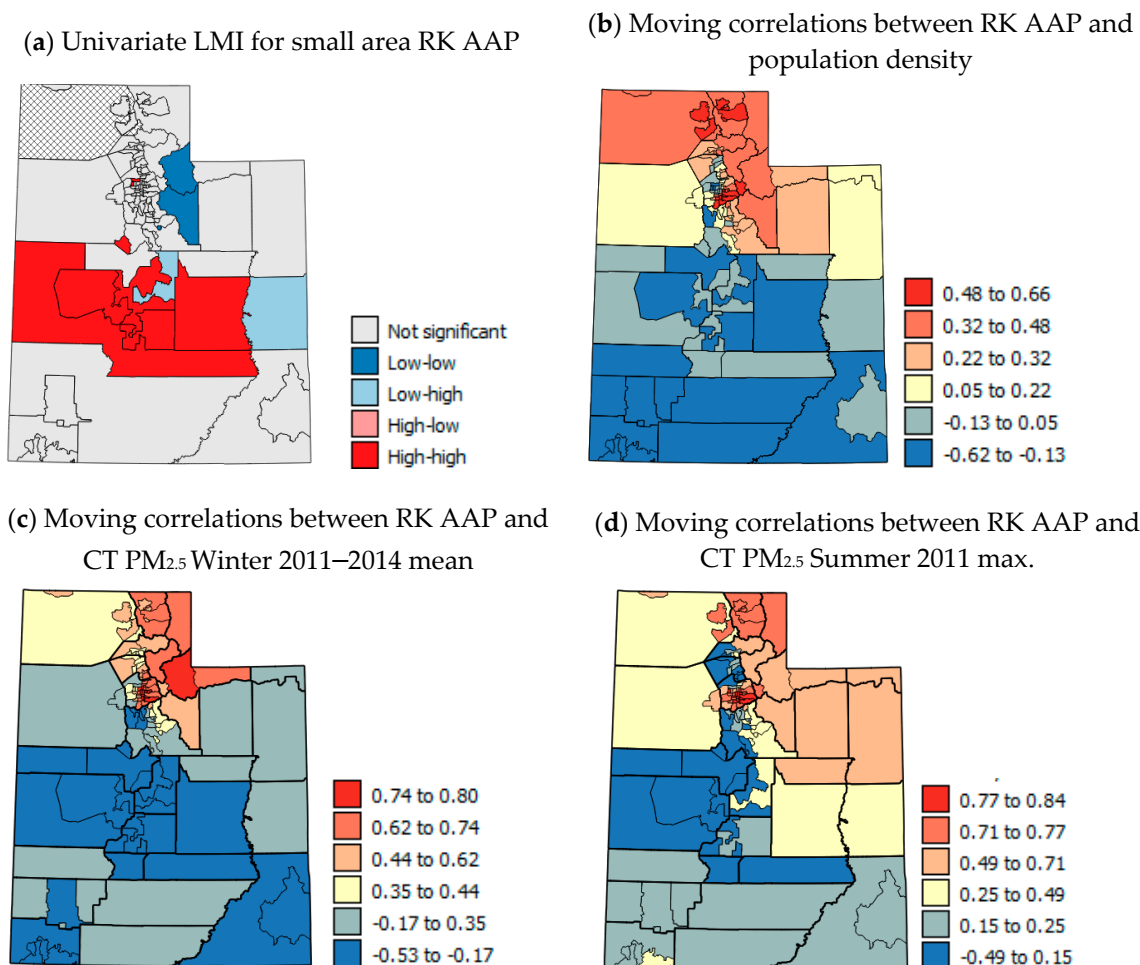 (a) Univariate LMI for small area RK AAP
Not significant
Low-low
Low-high
High-low
High-high
(b) Moving correlations between RK AAP and
population density
0.48 to 0.66
0.32 to 0.48
0.22 to 0.32
0.05 to 0.22
-0.13 to 0.05
-0.62 to -0.13
(c) Moving correlations between RK AAP and
CT PM2.5 Winter 2011–2014 mean
0.74 to 0.80
0.62 to 0.74
0.44 to 0.62
0.35 to 0.44
-0.17 to 0.35
-0.53 to -0.17
(d) Moving correlations between RK AAP and
CT PM2.5 Summer 2011 max.
0.77 to 0.84
0.71 to 0.77
0.49 to 0.71
0.25 to 0.49
0.15 to 0.25
-0.49 to 0.15